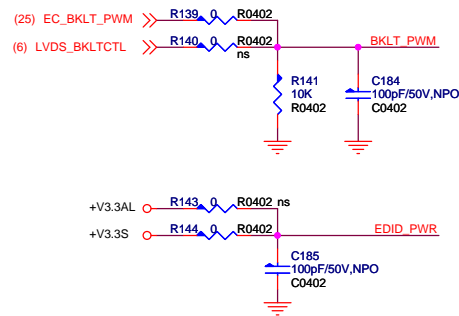 (25) EC_BKLT_PWM R139 0 R0402
(6) LVDS_BKLTCTL R140 0 R0402 BKLT_PWM
ns
R141
10K
R0402
C184
100pF/50V,NPO
C0402
+V3.3AL R143 0 R0402 ns
+V3.3S R144 0 R0402 EDID_PWR
C185
100pF/50V,NPO
C0402